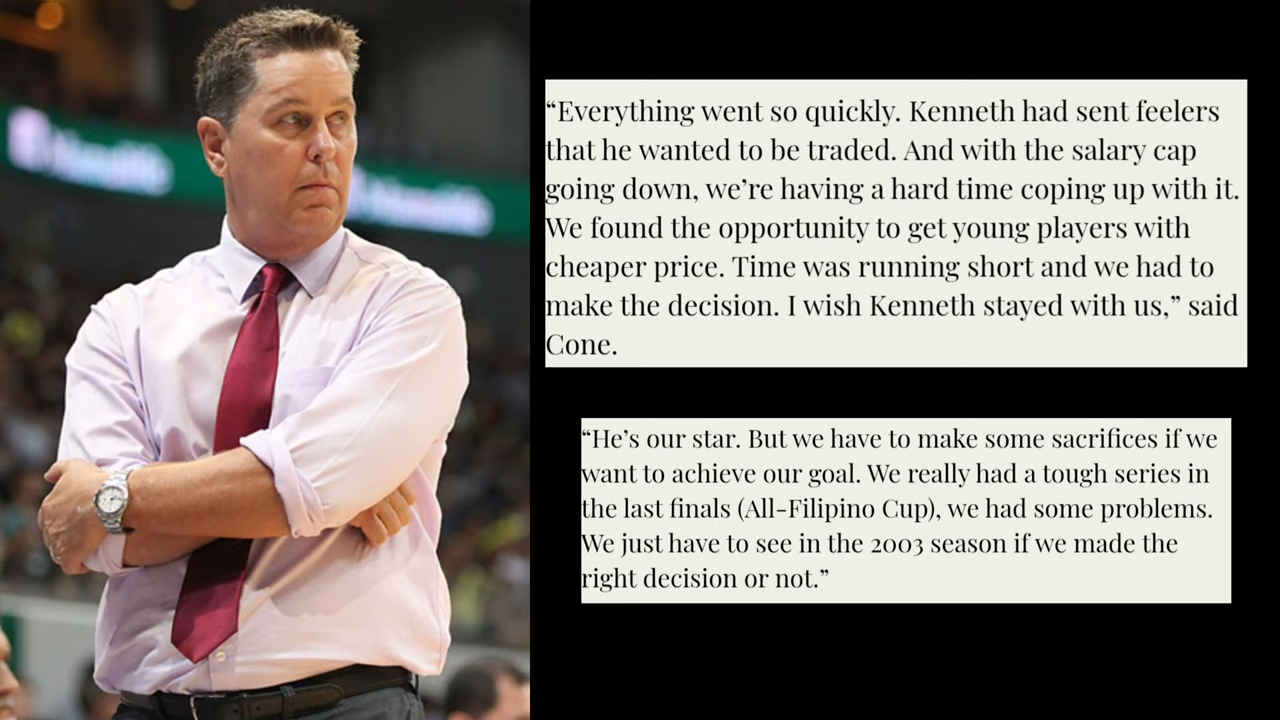 “Everything went so quickly. Kenneth had sent feelers
that he wanted to be traded. And with the salary cap
going down, we’re having a hard time coping up with it.
We found the opportunity to get young players with
cheaper price. Time was running short and we had to
make the decision. I wish Kenneth stayed with us,” said
Cone.
“He’s our star. But we have to make some sacrifices if we
want to achieve our goal. We really had a tough series in
the last finals (All-Filipino Cup), we had some problems.
We just have to see in the 2003 season if we made the
right decision or not.”